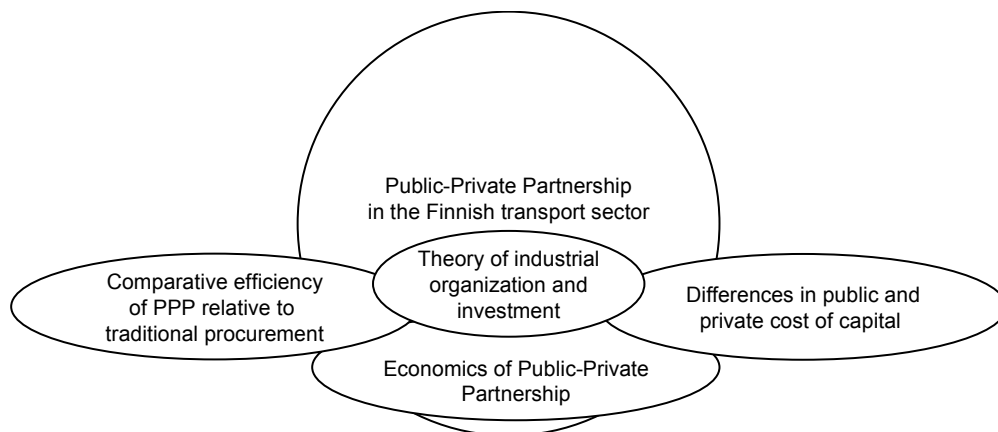 Public-Private Partnership
in the Finnish transport sector
Theory of industrial
organization and
investment
Comparative efficiency
of PPP relative to
traditional procurement
Differences in public and
private cost of capital
Economics of Public-Private
Partnership